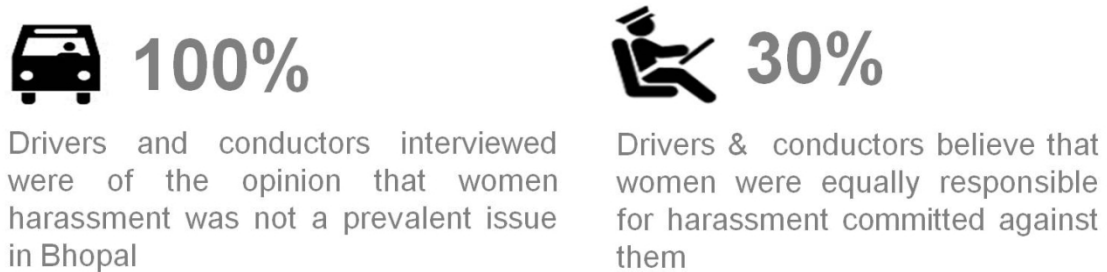 100%
Drivers and conductors interviewed
were of the opinion that women
harassment was not a prevalent issue
in Bhopal
30%
Drivers & conductors believe that
women were equally responsible
for harassment committed against
them